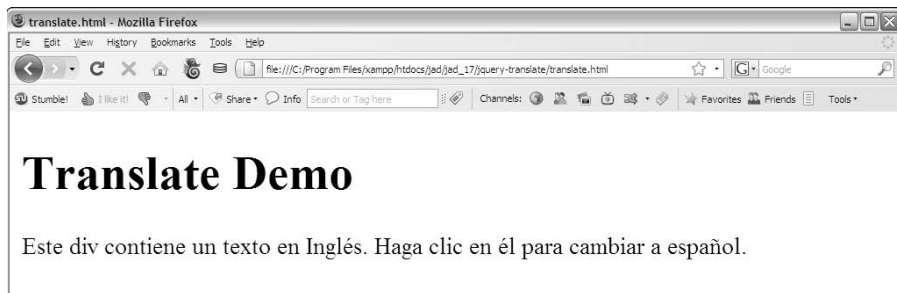 translate.html - Mozilla Firefox
File Edit View History Bookmarks Tools Help
file:///C:/Program Files/xampp/htdocs/jad/jad_17/jquery-translate/translate.html G Google
Stumble! I like it! All Share Info Search or Tag here Channels: Favorites Friends Tools
Translate Demo
Este div contiene un texto en Inglés. Haga clic en él para cambiar a español.